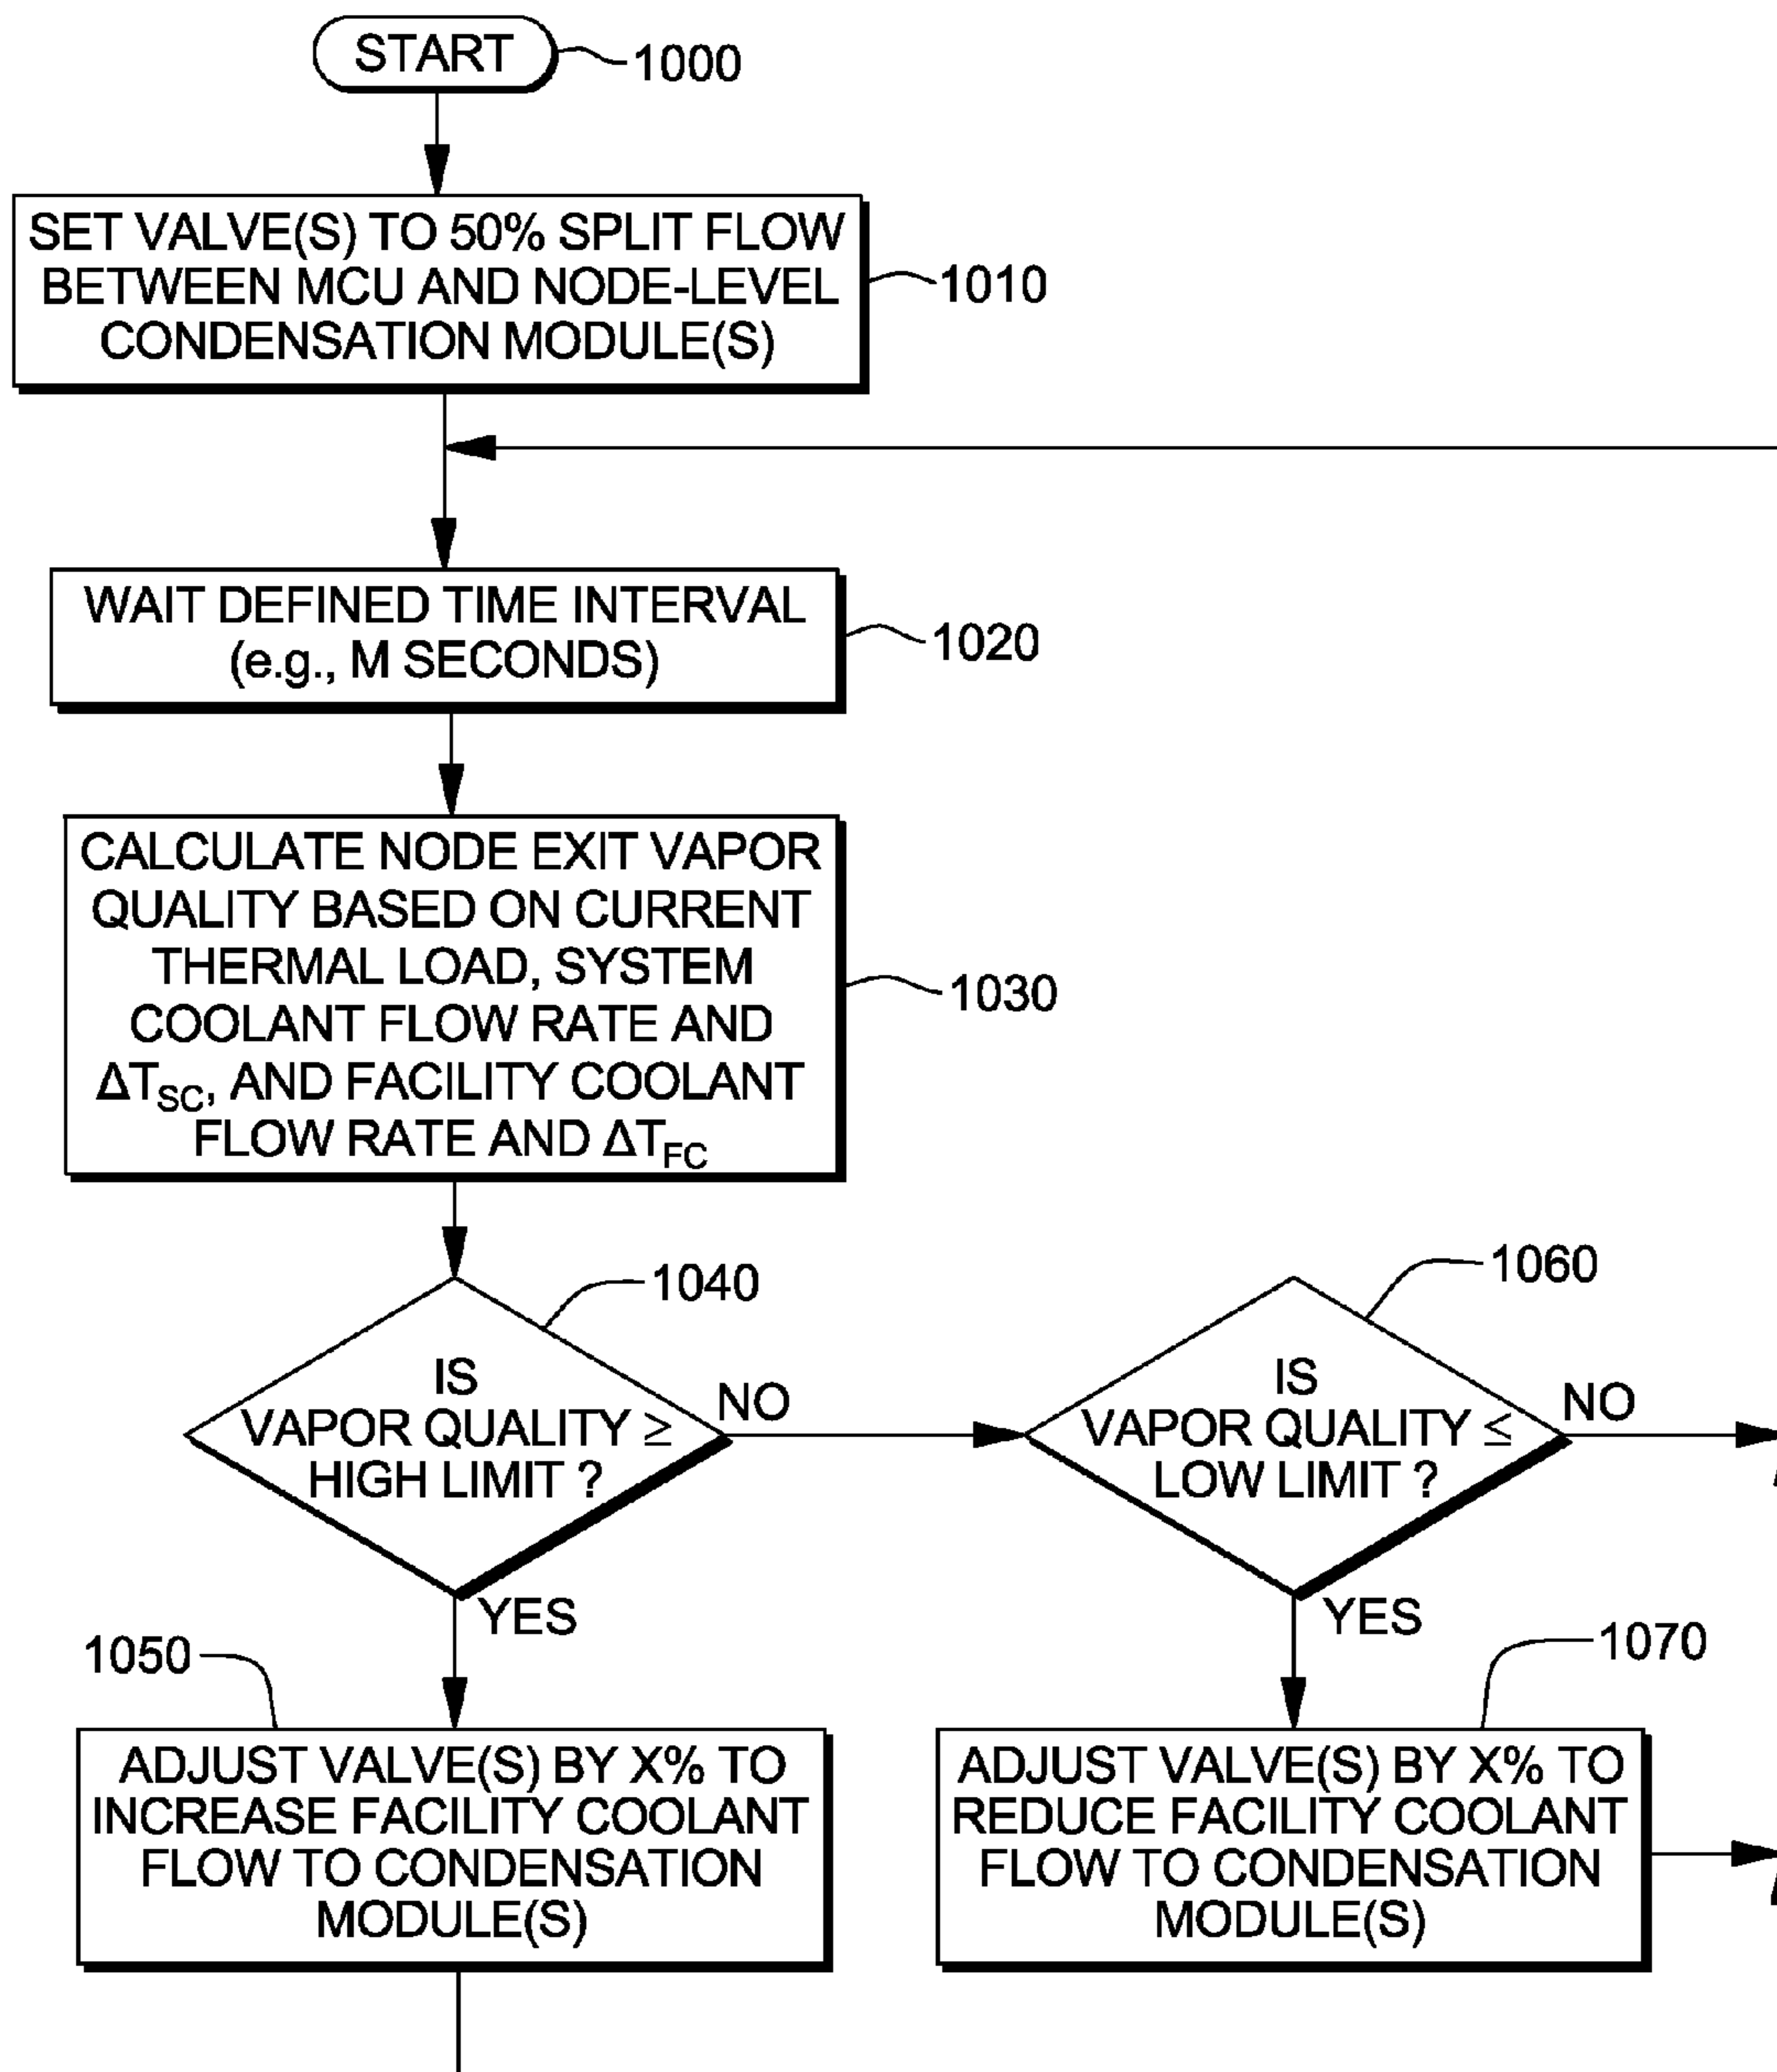 START
1000
SET VALVE(S) TO 50% SPLIT FLOW
BETWEEN MCU AND NODE-LEVEL
CONDENSATION MODULE(S)
1010
WAIT DEFINED TIME INTERVAL
(e.g., M SECONDS)
1020
CALCULATE NODE EXIT VAPOR
QUALITY BASED ON CURRENT
THERMAL LOAD, SYSTEM
COOLANT FLOW RATE AND
ΔT_SC, AND FACILITY COOLANT
FLOW RATE AND ΔT_FC
1030
1040
IS
VAPOR QUALITY ≥
HIGH LIMIT ?
NO
YES
1060
IS
VAPOR QUALITY ≤
LOW LIMIT ?
NO
YES
1050
ADJUST VALVE(S) BY X% TO
INCREASE FACILITY COOLANT
FLOW TO CONDENSATION
MODULE(S)
1070
ADJUST VALVE(S) BY X% TO
REDUCE FACILITY COOLANT
FLOW TO CONDENSATION
MODULE(S)